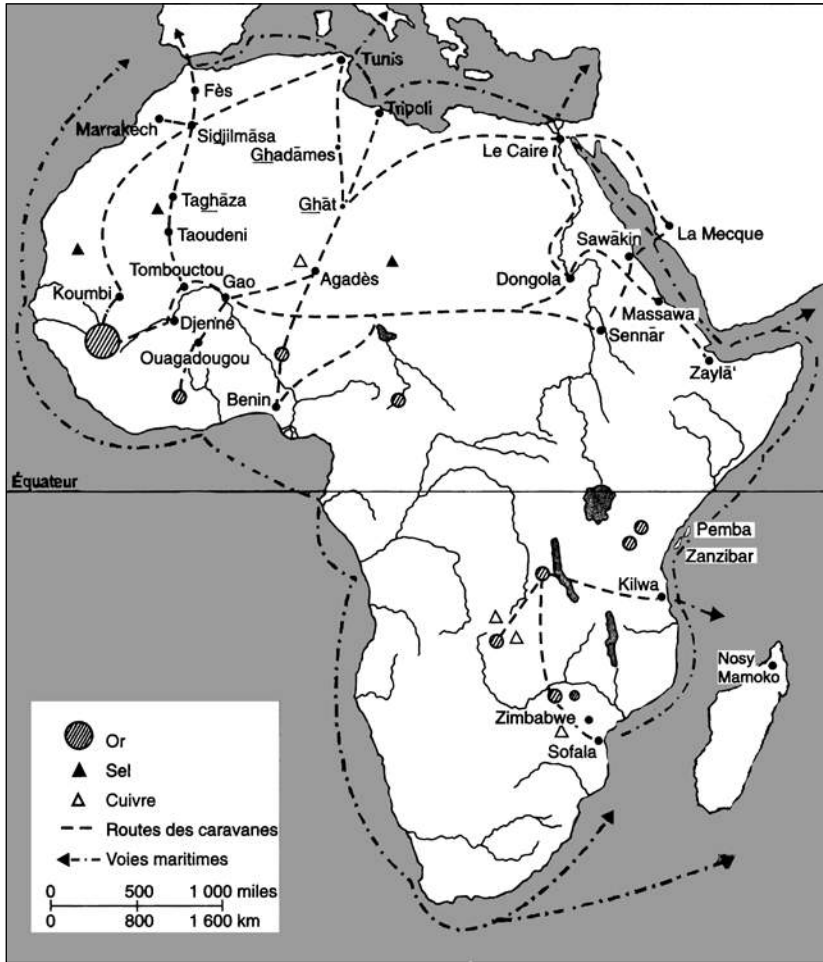 Tunis
Fès
Tripoli
Marrakech
Sidjilmāsa
Le Caire
Ghadāmes
Taghāza
Ghāt
Taoudeni
La Mecque
Sawākin
Tombouctou
Gao
Agadès
Dongola
Koumbi
Massawa
Djenné
Sennār
Ouagadougou
Zaylā‘
Benin
Équateur
Pemba
Zanzibar
Kilwa
Nosy
Mamoko
Zimbabwe
Sofala
Or
Sel
Cuivre
Routes des caravanes
Voies maritimes
0 500 1 000 miles
0 800 1 600 km